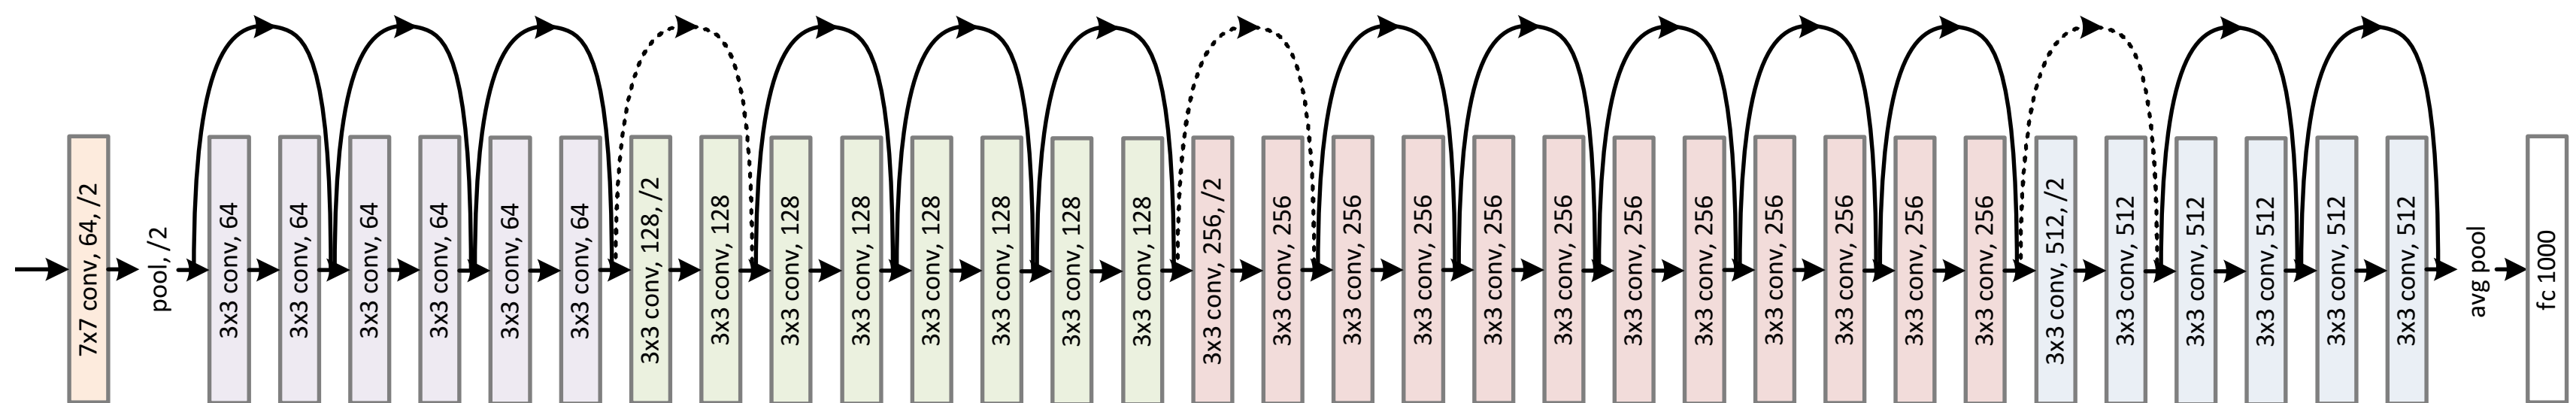 7x7 conv, 64, /2
pool, /2
3x3 conv, 64
3x3 conv, 64
3x3 conv, 64
3x3 conv, 64
3x3 conv, 64
3x3 conv, 64
3x3 conv, 128, /2
3x3 conv, 128
3x3 conv, 128
3x3 conv, 128
3x3 conv, 128
3x3 conv, 128
3x3 conv, 128
3x3 conv, 128
3x3 conv, 256, /2
3x3 conv, 256
3x3 conv, 256
3x3 conv, 256
3x3 conv, 256
3x3 conv, 256
3x3 conv, 256
3x3 conv, 256
3x3 conv, 256
3x3 conv, 256
3x3 conv, 256
3x3 conv, 256
3x3 conv, 512, /2
3x3 conv, 512
3x3 conv, 512
3x3 conv, 512
3x3 conv, 512
3x3 conv, 512
avg pool
fc 1000